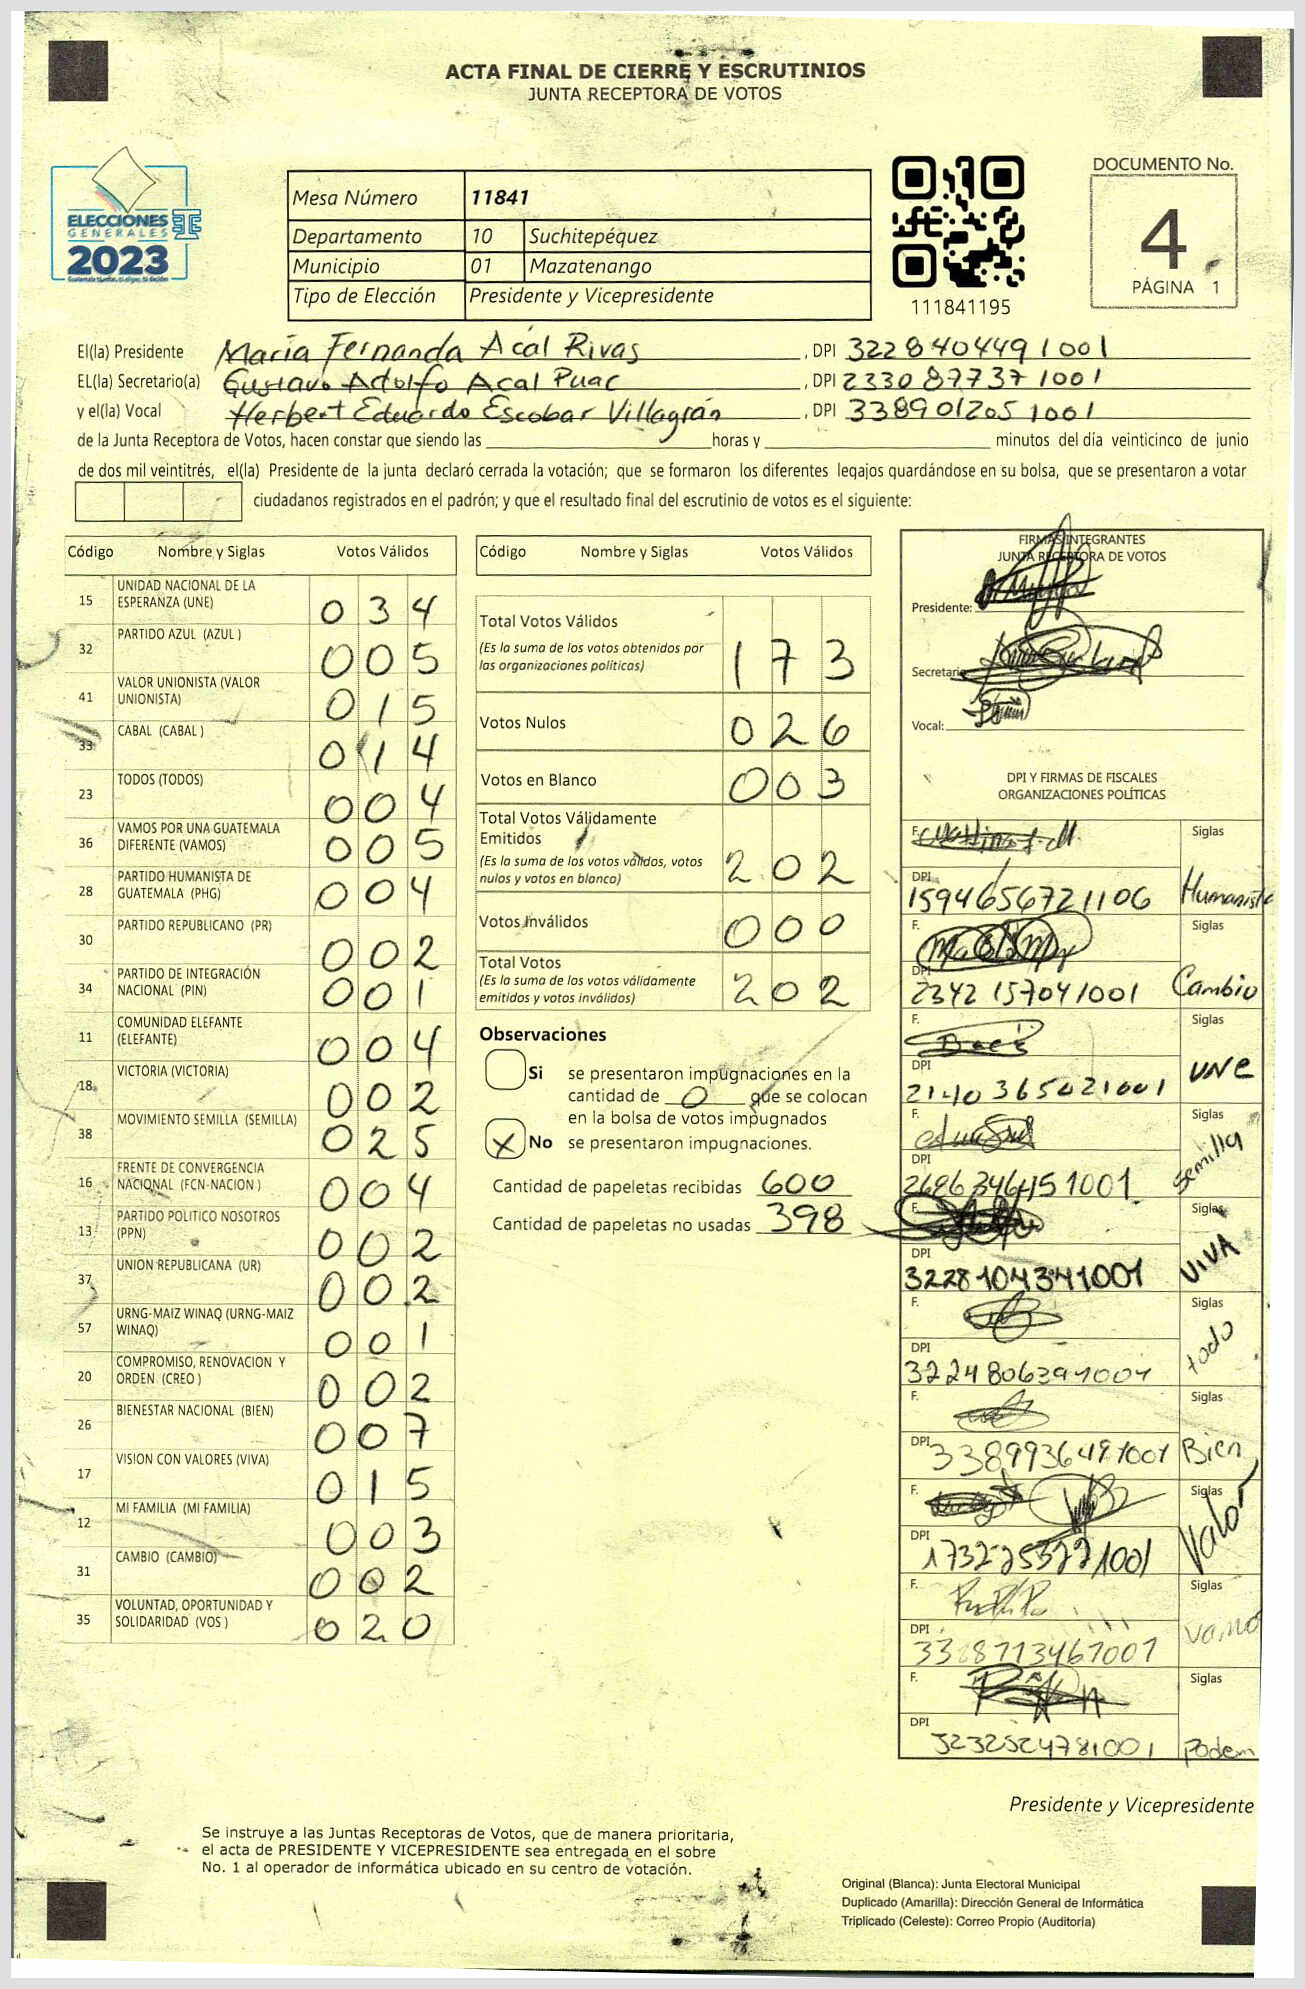 ACTA FINAL DE CIERRE Y ESCRUTINIOS
JUNTA RECEPTORA DE VOTOS
ELECCIONES
GENERALES
2023
Mesa Número 11841
Departamento 10 Suchitepéquez
Municipio 01 Mazatenango
Tipo de Elección Presidente y Vicepresidente
111841195
DOCUMENTO No.
4
PÁGINA 1
El(la) Presidente María Fernanda Acal Rivas, DPI 3228404491001
EL(la) Secretario(a) Gustavo Adolfo Acal Puac, DPI 2330877371001
y el(la) Vocal Herbert Eduardo Escobar Villagrán, DPI 3389012051001
de la Junta Receptora de Votos, hacen constar que siendo las horas y minutos del día veinticinco de junio
de dos mil veintitrés, el(la) Presidente de la junta declaró cerrada la votación; que se formaron los diferentes legajos quardándose en su bolsa, que se presentaron a votar
ciudadanos registrados en el padrón; y que el resultado final del escrutinio de votos es el siguiente:
Código Nombre y Siglas Votos Válidos
15 UNIDAD NACIONAL DE LA ESPERANZA (UNE) 034
32 PARTIDO AZUL (AZUL ) 005
41 VALOR UNIONISTA (VALOR UNIONISTA) 015
33 CABAL (CABAL ) 014
23 TODOS (TODOS) 004
36 VAMOS POR UNA GUATEMALA DIFERENTE (VAMOS) 005
28 PARTIDO HUMANISTA DE GUATEMALA (PHG) 004
30 PARTIDO REPUBLICANO (PR) 002
34 PARTIDO DE INTEGRACIÓN NACIONAL (PIN) 001
11 COMUNIDAD ELEFANTE (ELEFANTE) 004
18 VICTORIA (VICTORIA) 002
38 MOVIMIENTO SEMILLA (SEMILLA) 025
16 FRENTE DE CONVERGENCIA NACIONAL (FCN-NACION ) 004
13 PARTIDO POLITICO NOSOTROS (PPN) 002
37 UNION REPUBLICANA (UR) 002
57 URNG-MAIZ WINAQ (URNG-MAIZ WINAQ) 001
20 COMPROMISO, RENOVACION Y ORDEN (CREO ) 002
26 BIENESTAR NACIONAL (BIEN) 007
17 VISION CON VALORES (VIVA) 015
12 MI FAMILIA (MI FAMILIA) 003
31 CAMBIO (CAMBIO) 002
35 VOLUNTAD, OPORTUNIDAD Y SOLIDARIDAD (VOS ) 020
Código Nombre y Siglas Votos Válidos
Total Votos Válidos 173
(Es la suma de los votos obtenidos por
las organizaciones políticas)
Votos Nulos 026
Votos en Blanco 003
Total Votos Válidamente
Emitidos 202
(Es la suma de los votos válidos, votos
nulos y votos en blanco)
Votos Inválidos 000
Total Votos 202
(Es la suma de los votos válidamente
emitidos y votos inválidos)
Observaciones
Si se presentaron impugnaciones en la
cantidad de 0 que se colocan
en la bolsa de votos impugnados
X No se presentaron impugnaciones.
Cantidad de papeletas recibidas 600
Cantidad de papeletas no usadas 398
FIRMAS INTEGRANTES
JUNTA RECEPTORA DE VOTOS
Presidente:
Secretario
Vocal:
DPI Y FIRMAS DE FISCALES
ORGANIZACIONES POLÍTICAS
F. Siglas
DPI 1594656721106 Humanista
F. Siglas
DPI 2342157041001 Cambio
F. Siglas
DPI 2140365021001 UNE
F. Siglas
DPI 2686346451001 Semilla
F. Siglas
DPI 3228104341001 VIVA
F. Siglas
DPI 3224806391001 todo
F. Siglas
DPI 3389936491001 Bien
F. Siglas
DPI 1732253221001 Valor
F. Siglas
DPI 3328713467001 vamo
F. Siglas
DPI 3232524781001 Podem
Presidente y Vicepresidente
Se instruye a las Juntas Receptoras de Votos, que de manera prioritaria,
el acta de PRESIDENTE Y VICEPRESIDENTE sea entregada en el sobre
No. 1 al operador de informática ubicado en su centro de votación.
Original (Blanca): Junta Electoral Municipal
Duplicado (Amarilla): Dirección General de Informática
Triplicado (Celeste): Correo Propio (Auditoría)